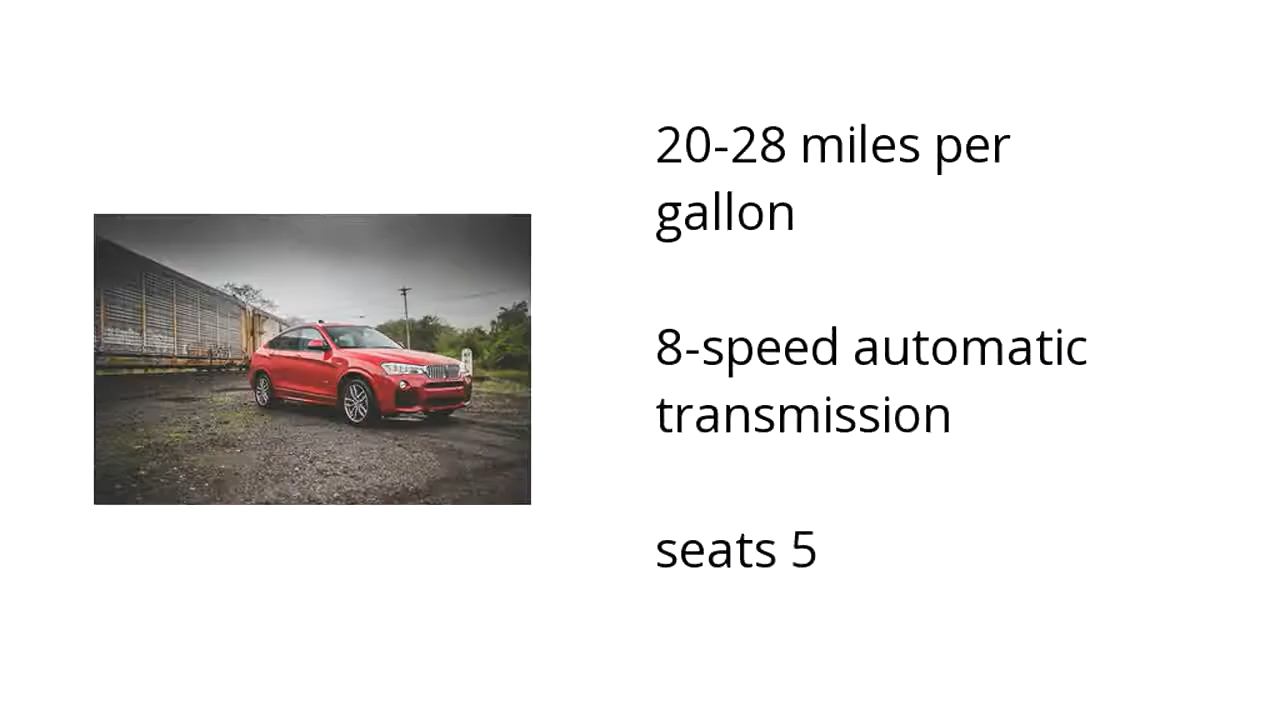 20-28 miles per
gallon
8-speed automatic
transmission
seats 5